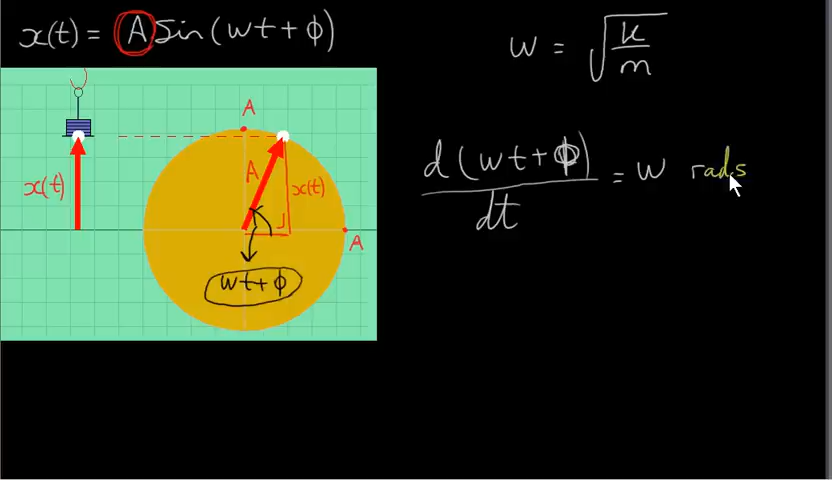 x(t) = A Sin(wt + φ)
w = √(k/m)
A
A
x(t)
x(t)
A
wt + φ
d(wt + φ)/dt = w rads